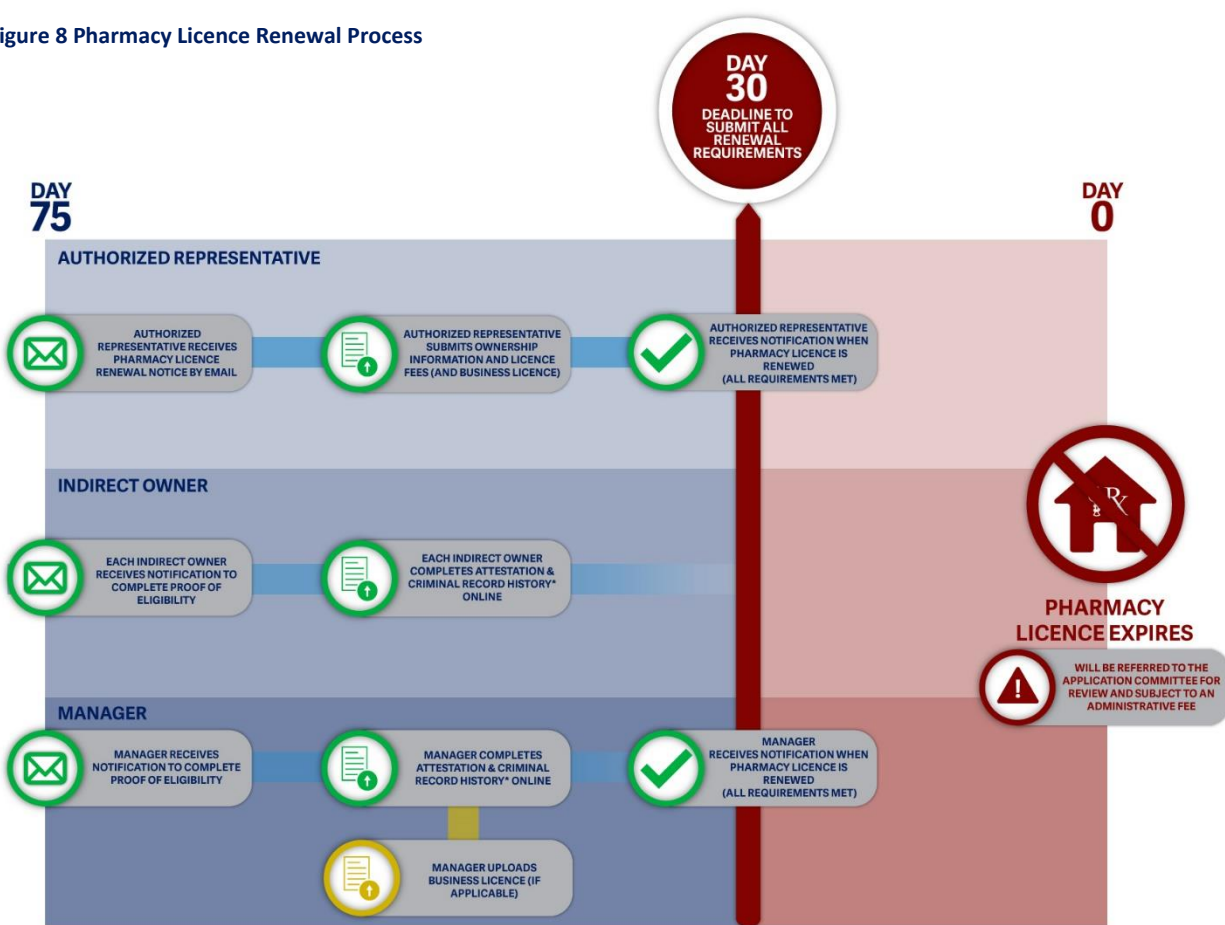 igure 8 Pharmacy Licence Renewal Process
DAY
30
DEADLINE TO
SUBMIT ALL
RENEWAL
REQUIREMENTS
DAY
75
DAY
0
AUTHORIZED REPRESENTATIVE
AUTHORIZED
REPRESENTATIVE RECEIVES
PHARMACY LICENCE
RENEWAL NOTICE BY EMAIL
AUTHORIZED REPRESENTATIVE
SUBMITS OWNERSHIP
INFORMATION AND LICENCE
FEES (AND BUSINESS LICENCE)
AUTHORIZED REPRESENTATIVE
RECEIVES NOTIFICATION WHEN
PHARMACY LICENCE IS
RENEWED
(ALL REQUIREMENTS MET)
INDIRECT OWNER
EACH INDIRECT OWNER
RECEIVES NOTIFICATION TO
COMPLETE PROOF OF
ELIGIBILITY
EACH INDIRECT OWNER
COMPLETES ATTESTATION &
CRIMINAL RECORD HISTORY*
ONLINE
PHARMACY
LICENCE EXPIRES
WILL BE REFERRED TO THE
APPLICATION COMMITTEE FOR
REVIEW AND SUBJECT TO AN
ADMINISTRATIVE FEE
MANAGER
MANAGER RECEIVES
NOTIFICATION TO COMPLETE
PROOF OF ELIGIBILITY
MANAGER COMPLETES
ATTESTATION & CRIMINAL
RECORD HISTORY* ONLINE
MANAGER
RECEIVES NOTIFICATION WHEN
PHARMACY LICENCE IS
RENEWED
(ALL REQUIREMENTS MET)
MANAGER UPLOADS
BUSINESS LICENCE (IF
APPLICABLE)